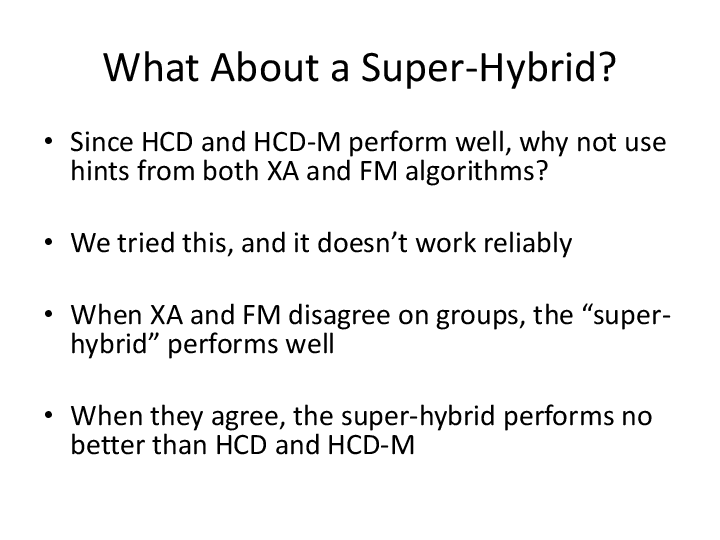 What About a Super-Hybrid?
• Since HCD and HCD-M perform well, why not use
hints from both XA and FM algorithms?
• We tried this, and it doesn’t work reliably
• When XA and FM disagree on groups, the “super-
hybrid” performs well
• When they agree, the super-hybrid performs no
better than HCD and HCD-M